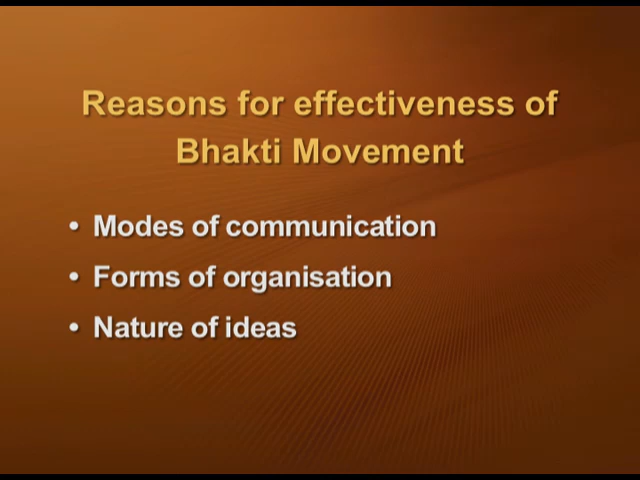 Reasons for effectiveness of
Bhakti Movement
• Modes of communication
• Forms of organisation
• Nature of ideas